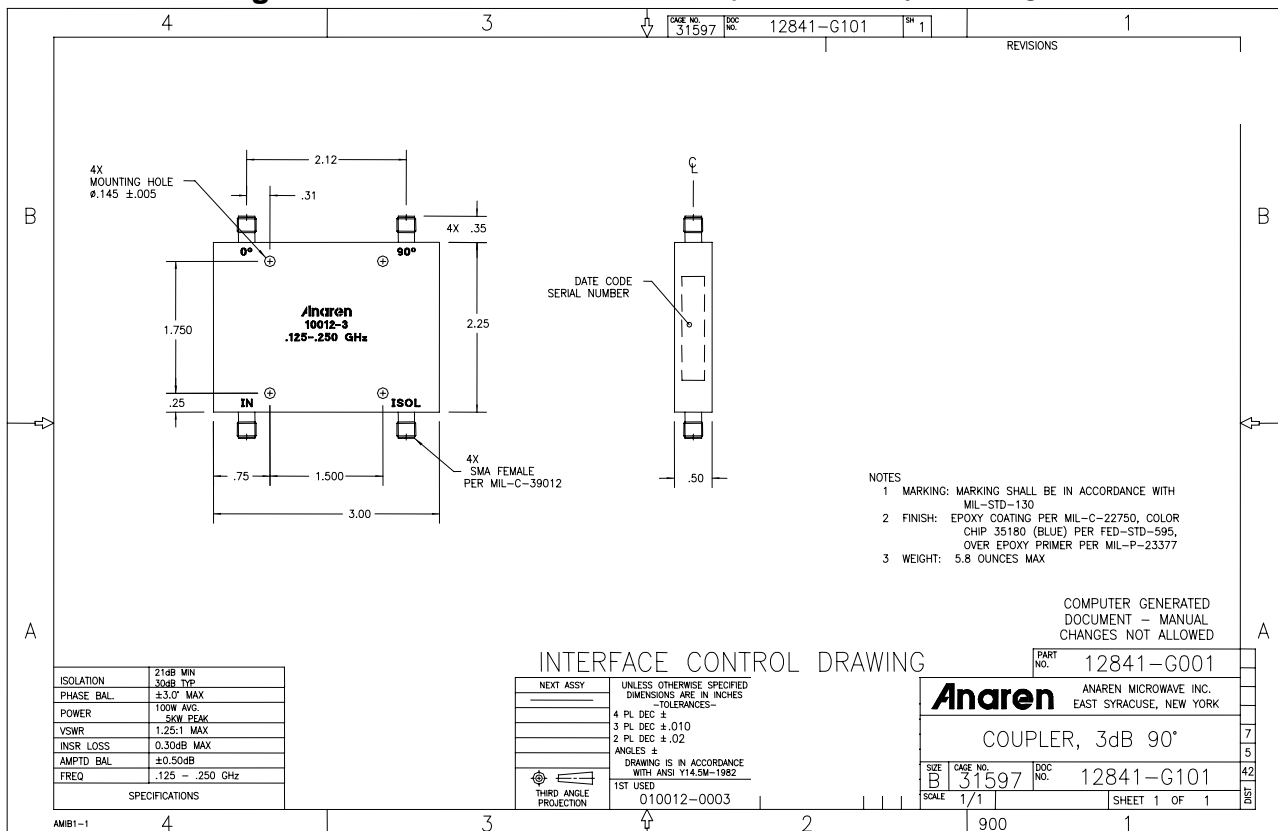 4
3
CAGE NO. 31597
DOC NO. 12841-G101
SH 1
1
REVISIONS
B
B
4X
MOUNTING HOLE
ø.145 ±.005
2.12
.31
4X .35
0°
90°
Anaren
10012-3
.125-.250 GHz
1.750
2.25
.25
IN
ISOL
.75
1.500
3.00
4X
SMA FEMALE
PER MIL-C-39012
℄
DATE CODE
SERIAL NUMBER
.50
NOTES
1 MARKING: MARKING SHALL BE IN ACCORDANCE WITH
MIL-STD-130
2 FINISH: EPOXY COATING PER MIL-C-22750, COLOR
CHIP 35180 (BLUE) PER FED-STD-595,
OVER EPOXY PRIMER PER MIL-P-23377
3 WEIGHT: 5.8 OUNCES MAX
COMPUTER GENERATED
DOCUMENT - MANUAL
CHANGES NOT ALLOWED
A
A
ISOLATION 21dB MIN
30dB TYP
PHASE BAL. ±3.0° MAX
POWER 100W AVG.
5KW PEAK
VSWR 1.25:1 MAX
INSR LOSS 0.30dB MAX
AMPTD BAL ±0.50dB
FREQ .125 - .250 GHz
SPECIFICATIONS
INTERFACE CONTROL DRAWING
NEXT ASSY
UNLESS OTHERWISE SPECIFIED
DIMENSIONS ARE IN INCHES
-TOLERANCES-
4 PL DEC ±
3 PL DEC ±.010
2 PL DEC ±.02
ANGLES ±
DRAWING IS IN ACCORDANCE
WITH ANSI Y14.5M-1982
THIRD ANGLE
PROJECTION
1ST USED
010012-0003
PART NO. 12841-G001
Anaren
ANAREN MICROWAVE INC.
EAST SYRACUSE, NEW YORK
COUPLER, 3dB 90°
SIZE B
CAGE NO. 31597
DOC NO. 12841-G101
SCALE 1/1
SHEET 1 OF 1
7
5
42
DIST
AMIB1-1
4
3
2
900
1